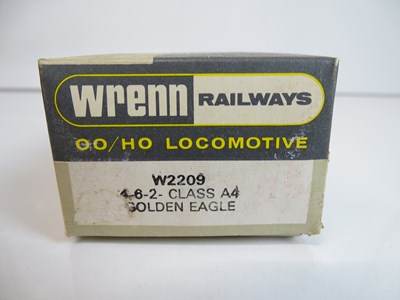 wrenn RAILWAYS
OO/HO LOCOMOTIVE
W2209
4-6-2- CLASS A4
GOLDEN EAGLE